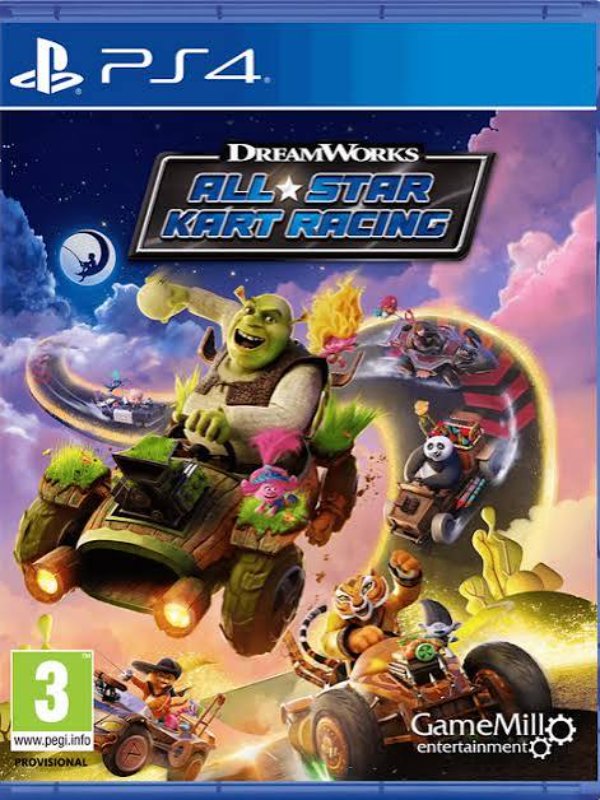 PS4
DREAMWORKS
ALL★STAR
KART RACING
3
www.pegi.info
PROVISIONAL
GameMill
entertainment